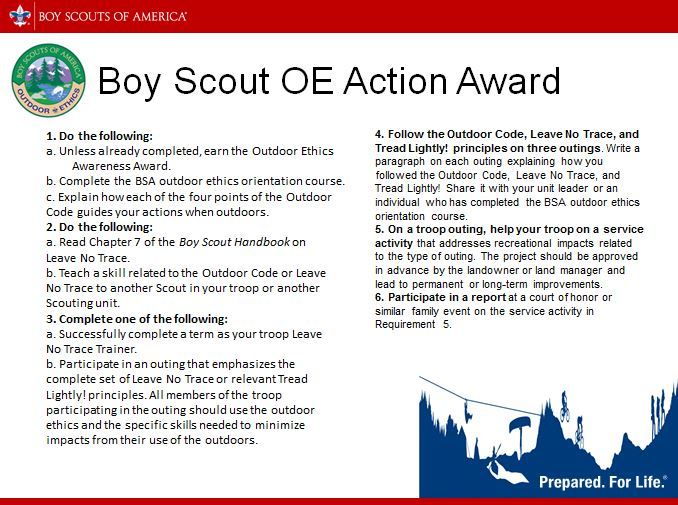 BOY SCOUTS OF AMERICA®
BOY SCOUTS OF AMERICA
OUTDOOR ETHICS
Boy Scout OE Action Award
1. Do the following:
a. Unless already completed, earn the Outdoor Ethics
Awareness Award.
b. Complete the BSA outdoor ethics orientation course.
c. Explain how each of the four points of the Outdoor
Code guides your actions when outdoors.
2. Do the following:
a. Read Chapter 7 of the Boy Scout Handbook on
Leave No Trace.
b. Teach a skill related to the Outdoor Code or Leave
No Trace to another Scout in your troop or another
Scouting unit.
3. Complete one of the following:
a. Successfully complete a term as your troop Leave
No Trace Trainer.
b. Participate in an outing that emphasizes the
complete set of Leave No Trace or relevant Tread
Lightly! principles. All members of the troop
participating in the outing should use the outdoor
ethics and the specific skills needed to minimize
impacts from their use of the outdoors.
4. Follow the Outdoor Code, Leave No Trace, and
Tread Lightly! principles on three outings. Write a
paragraph on each outing explaining how you
followed the Outdoor Code, Leave No Trace, and
Tread Lightly! Share it with your unit leader or an
individual who has completed the BSA outdoor ethics
orientation course.
5. On a troop outing, help your troop on a service
activity that addresses recreational impacts related
to the type of outing. The project should be approved
in advance by the landowner or land manager and
lead to permanent or long-term improvements.
6. Participate in a report at a court of honor or
similar family event on the service activity in
Requirement 5.
Prepared. For Life.®